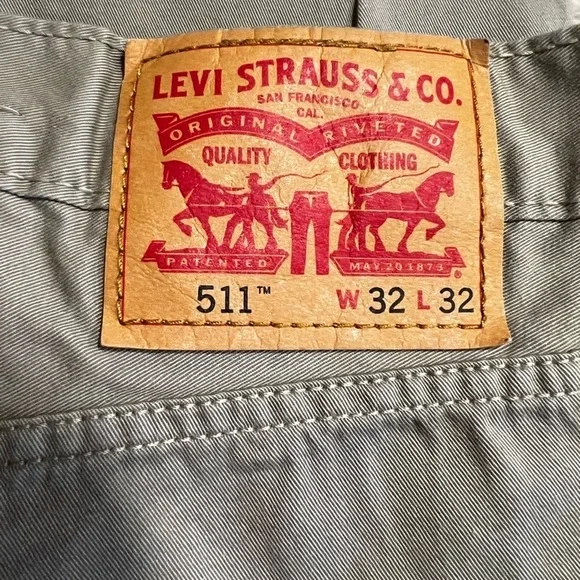 LEVI STRAUSS & CO.
SAN FRANCISCO
CAL.
ORIGINAL RIVETED
QUALITY CLOTHING
PATENTED MAY 20 1873 ®
511™ W 32 L 32